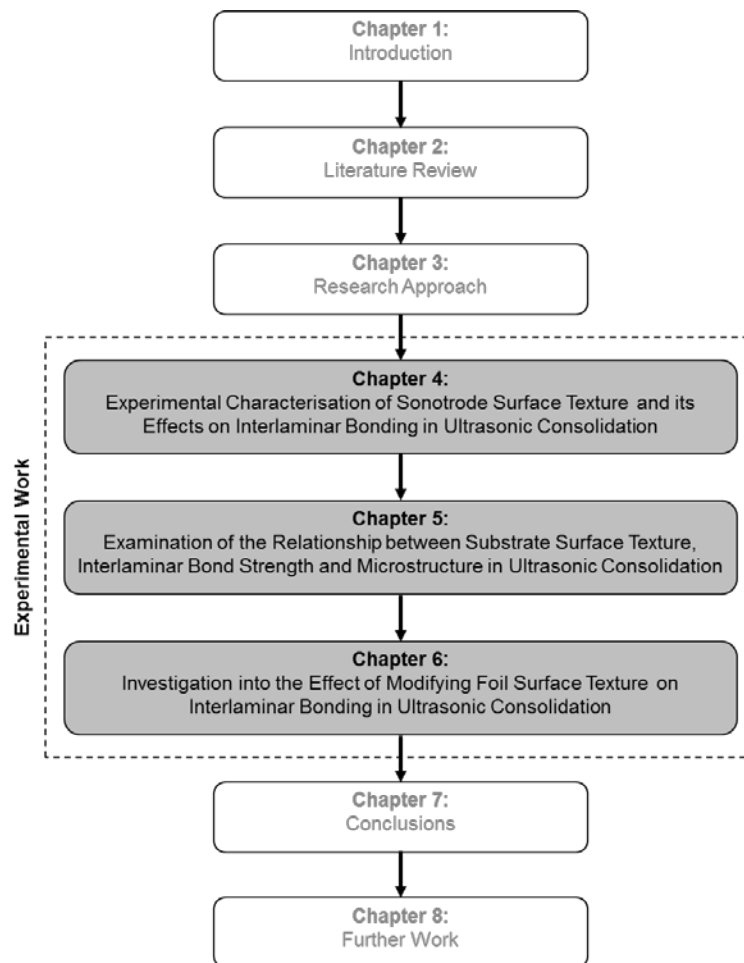 Chapter 1:
Introduction
Chapter 2:
Literature Review
Chapter 3:
Research Approach
Experimental Work
Chapter 4:
Experimental Characterisation of Sonotrode Surface Texture and its
Effects on Interlaminar Bonding in Ultrasonic Consolidation
Chapter 5:
Examination of the Relationship between Substrate Surface Texture,
Interlaminar Bond Strength and Microstructure in Ultrasonic Consolidation
Chapter 6:
Investigation into the Effect of Modifying Foil Surface Texture on
Interlaminar Bonding in Ultrasonic Consolidation
Chapter 7:
Conclusions
Chapter 8:
Further Work